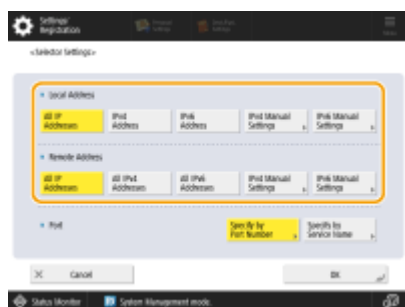 Settings/
Registration
<Selector Settings>
Local Address
All IP
Addresses
IPv4
Address
IPv6
Address
IPv4 Manual
Settings
IPv6 Manual
Settings
Remote Address
All IP
Addresses
All IPv4
Addresses
All IPv6
Addresses
IPv4 Manual
Settings
IPv6 Manual
Settings
Port
Specify by
Port Number
Specify by
Service Name
Cancel
OK
Status Monitor
System Management mode.